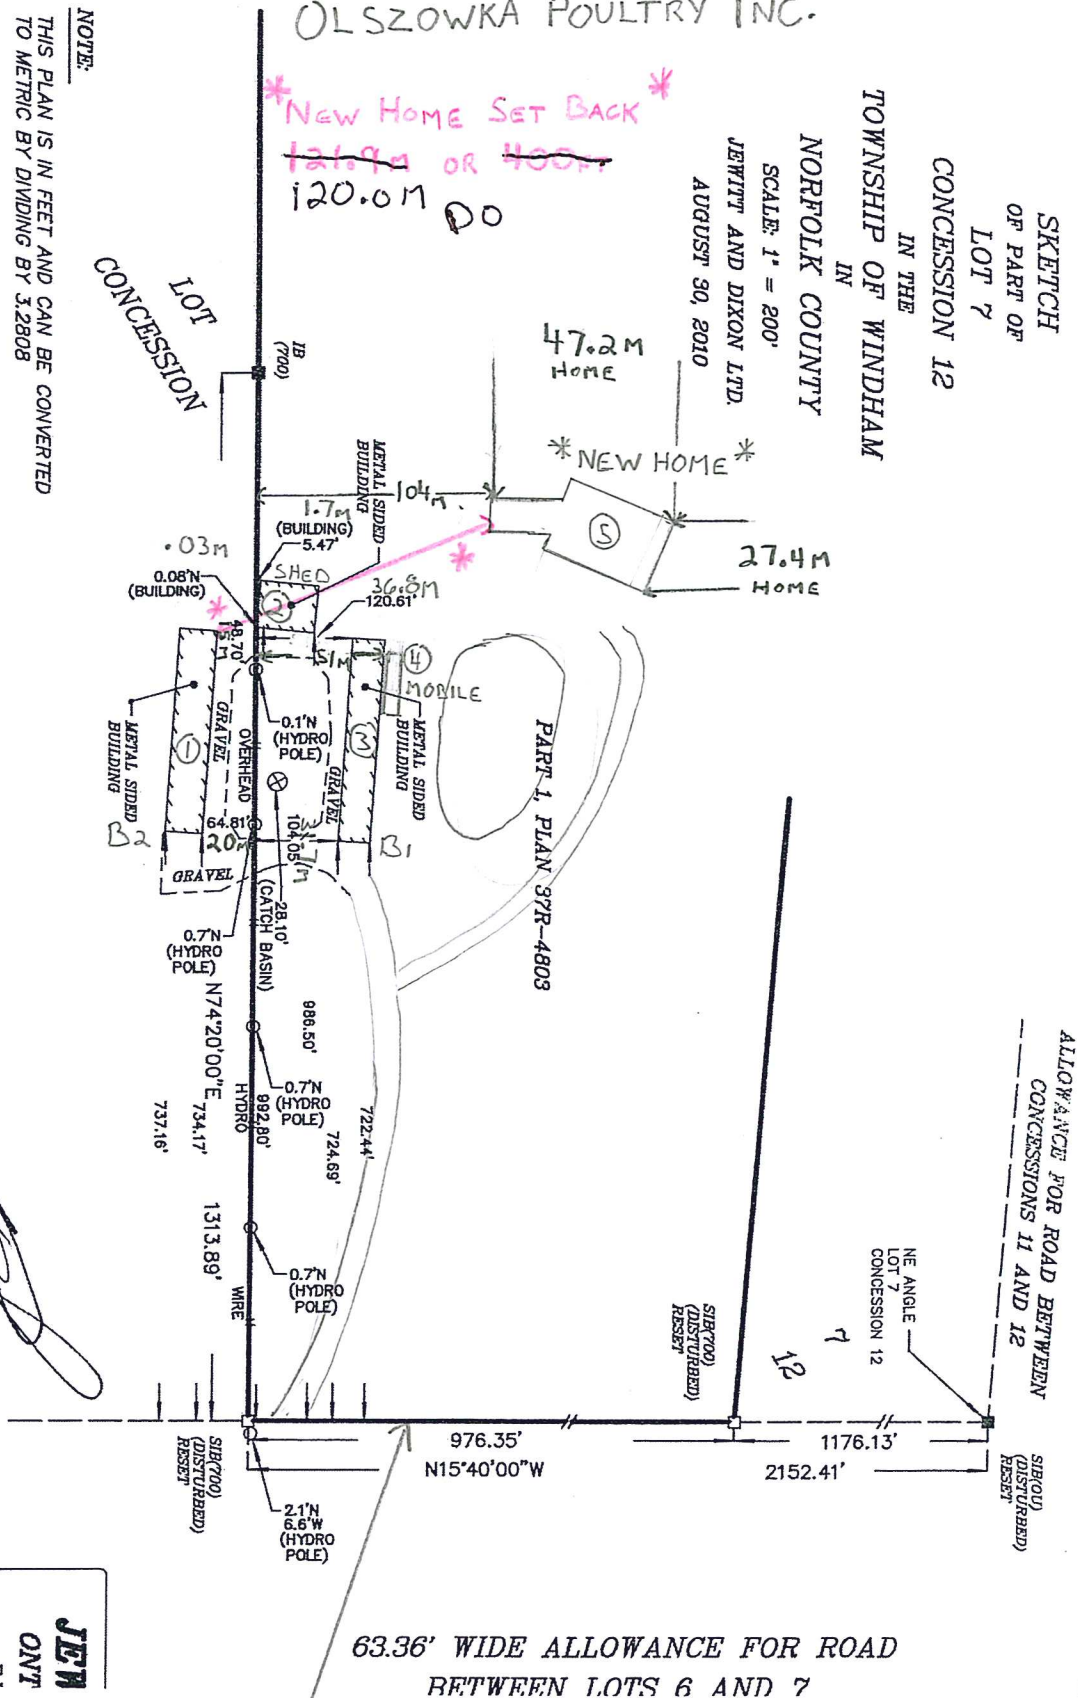 OLSZOWKA POULTRY INC.
*NEW HOME SET BACK*
121.9M OR 400FT
120.0M DO
SKETCH
OF PART OF
LOT 7
CONCESSION 12
IN THE
TOWNSHIP OF WINDHAM
IN
NORFOLK COUNTY
SCALE: 1" = 200'
JEWITT AND DIXON LTD.
AUGUST 30, 2010
NOTE:
THIS PLAN IS IN FEET AND CAN BE CONVERTED
TO METRIC BY DIVIDING BY 3.2808
LOT
CONCESSION
IB
(700)
47.2M
HOME
*NEW HOME*
5
27.4M
HOME
METAL SIDED
BUILDING
104M.
1.7M
(BUILDING)
5.47'
.03M
0.08'N
(BUILDING)
SHED
2
36.8M
120.61'
*
*
48.70'
15M
51M
4
MOBILE
0.1'N
(HYDRO
POLE)
METAL SIDED
BUILDING
3
1
METAL SIDED
BUILDING
GRAVEL
OVERHEAD
GRAVEL
PART 1, PLAN 37R-4803
B2
64.81'
20M
104.05'
B1
GRAVEL
28.10'
(CATCH BASIN)
0.7'N
(HYDRO
POLE)
N74°20'00"E
986.50'
0.7'N
(HYDRO
POLE)
HYDRO
992.80'
722.44'
724.69'
734.17'
737.16'
1313.89'
0.7'N
(HYDRO
POLE)
WIRE
ALLOWANCE FOR ROAD BETWEEN
CONCESSIONS 11 AND 12
NE ANGLE
LOT 7
CONCESSION 12
7
12
SIB(700)
(DISTURBED)
RESET
SIB(700)
(DISTURBED)
RESET
SIB(OU)
(DISTURBED)
RESET
976.35'
1176.13'
N15°40'00"W
2152.41'
2.1'N
6.6'W
(HYDRO
POLE)
63.36' WIDE ALLOWANCE FOR ROAD
BETWEEN LOTS 6 AND 7
JEW
ONT